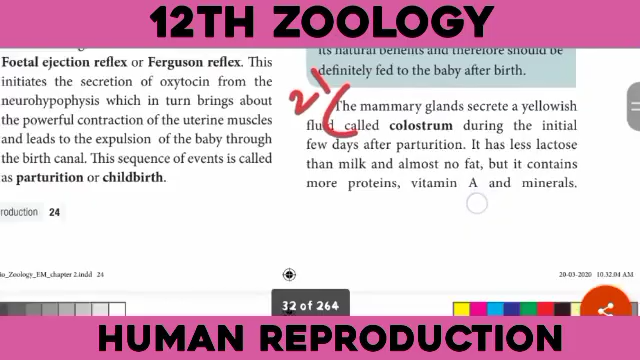 12TH ZOOLOGY
Foetal ejection reflex or Ferguson reflex. This
initiates the secretion of oxytocin from the
neurohypophysis which in turn brings about
the powerful contraction of the uterine muscles
and leads to the expulsion of the baby through
the birth canal. This sequence of events is called
as parturition or childbirth.
roduction 24
its natural benefits and therefore should be
definitely fed to the baby after birth.
2)
The mammary glands secrete a yellowish
fluid called colostrum during the initial
few days after parturition. It has less lactose
than milk and almost no fat, but it contains
more proteins, vitamin A and minerals.
io_Zoology_EM_chapter 2.indd 24
20-03-2020 10.32.04 AM
32 of 264
HUMAN REPRODUCTION